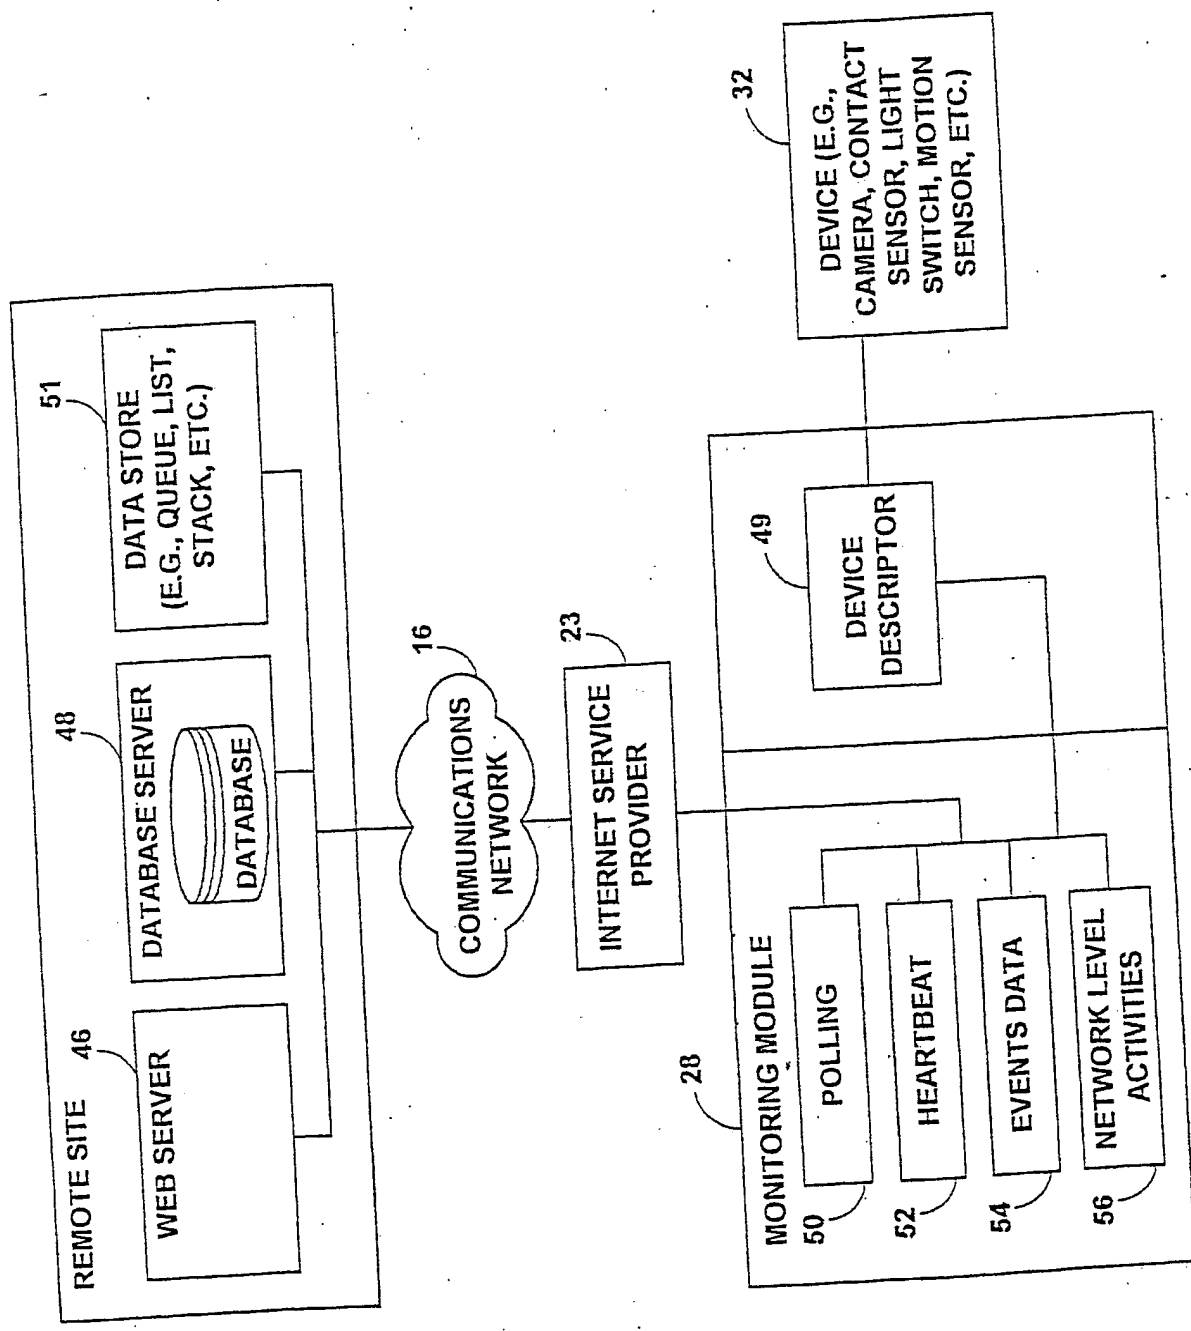 REMOTE SITE
46
WEB SERVER
48
DATABASE SERVER
DATABASE
51
DATA STORE
(E.G., QUEUE, LIST,
STACK, ETC.)
16
COMMUNICATIONS
NETWORK
23
INTERNET SERVICE
PROVIDER
28
MONITORING MODULE
50
POLLING
52
HEARTBEAT
54
EVENTS DATA
56
NETWORK LEVEL
ACTIVITIES
49
DEVICE
DESCRIPTOR
32
DEVICE (E.G.,
CAMERA, CONTACT
SENSOR, LIGHT
SWITCH, MOTION
SENSOR, ETC.)